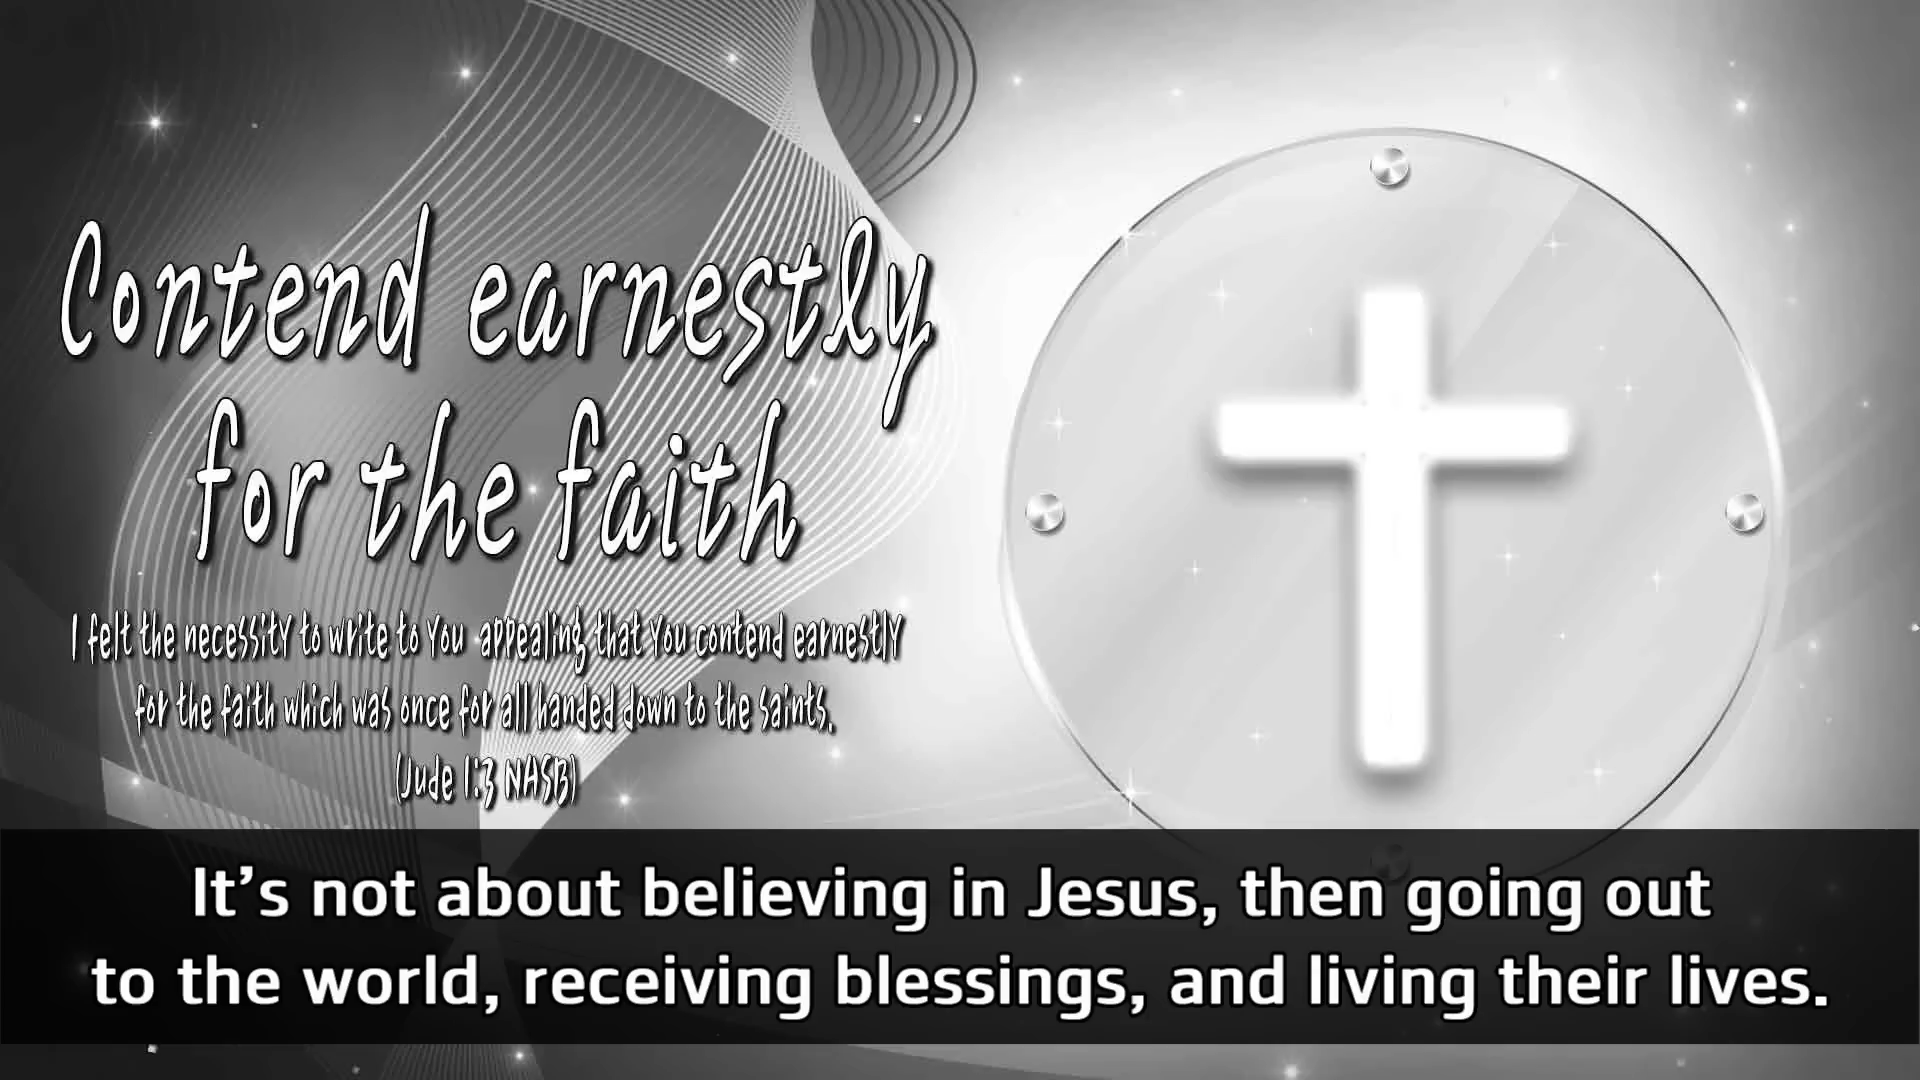 Contend earnestly
for the faith
I felt the necessity to write to you appealing that you contend earnestly
for the faith which was once for all handed down to the saints.
(Jude 1:3 NASB)
It’s not about believing in Jesus, then going out
to the world, receiving blessings, and living their lives.